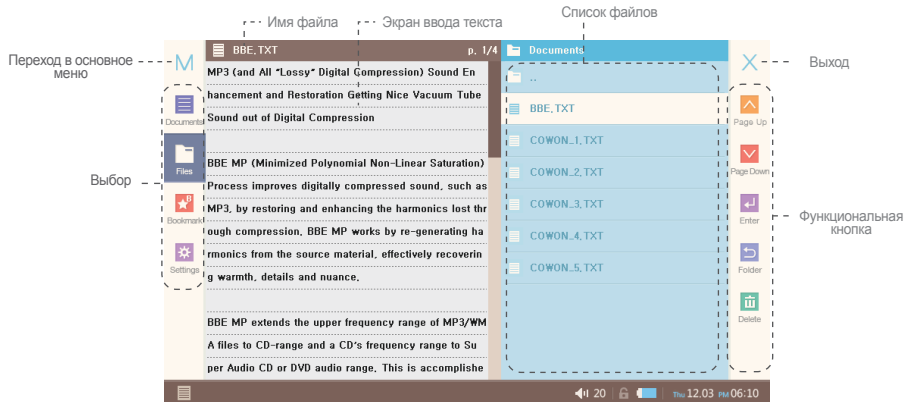 Имя файла
Экран ввода текста
Список файлов
Переход в основное
меню
Выбор
Выход
Функциональная
кнопка
M
Documents
Files
Bookmark
Settings
BBE.TXT
p. 1/4
MP3 (and All "Lossy" Digital Compression) Sound En
hancement and Restoration Getting Nice Vacuum Tube
Sound out of Digital Compression
BBE MP (Minimized Polynomial Non-Linear Saturation)
Process improves digitally compressed sound, such as
MP3, by restoring and enhancing the harmonics lost thr
ough compression. BBE MP works by re-generating ha
rmonics from the source material, effectively recoverin
g warmth, details and nuance.
BBE MP extends the upper frequency range of MP3/WM
A files to CD-range and a CD's frequency range to Su
per Audio CD or DVD audio range. This is accomplishe
Documents
..
BBE.TXT
COWON_1.TXT
COWON_2.TXT
COWON_3.TXT
COWON_4.TXT
COWON_5.TXT
X
Page Up
Page Down
Enter
Folder
Delete
20
Thu 12.03 PM 06:10